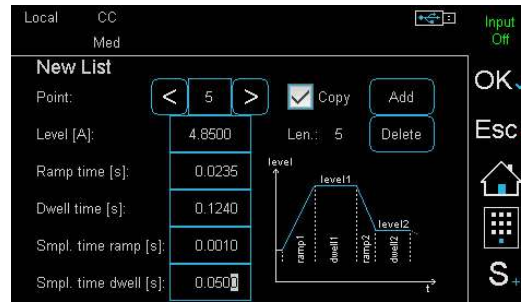 Local CC Input
Med Off
New List
Point: < 5 > Copy Add
Level [A]: 4.8500 Len.: 5 Delete
Ramp time [s]: 0.0235
Dwell time [s]: 0.1240
Smpl. time ramp [s]: 0.0010
Smpl. time dwell [s]: 0.0500
level
level1
level2
ramp1
dwell1
ramp2
dwell2
t
OK
Esc
S+